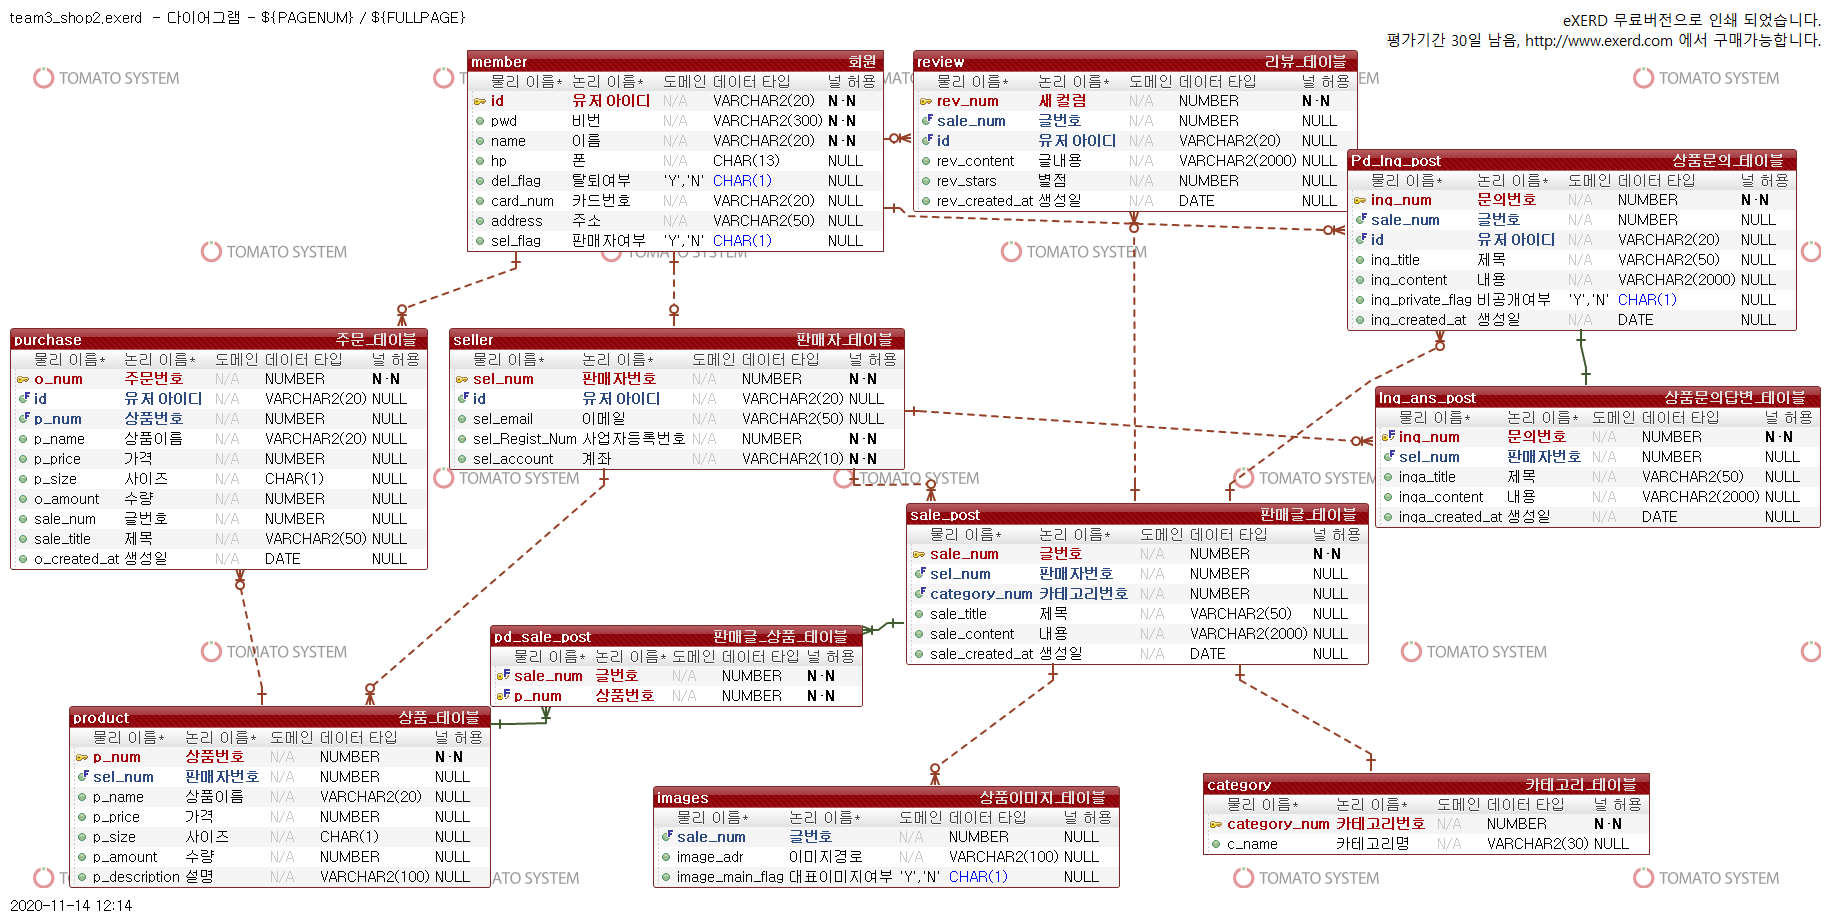 team3_shop2.exerd - 다이어그램 - ${PAGENUM} / ${FULLPAGE}
eXERD 무료버전으로 인쇄 되었습니다.
평가기간 30일 남음, http://www.exerd.com 에서 구매가능합니다.
member 회원
물리 이름* 논리 이름* 도메인 데이터 타입 널 허용
id 유저 아이디 N/A VARCHAR2(20) N-N
pwd 비번 N/A VARCHAR2(300) N-N
name 이름 N/A VARCHAR2(20) N-N
hp 폰 N/A CHAR(13) NULL
del_flag 탈퇴여부 'Y','N' CHAR(1) NULL
card_num 카드번호 N/A VARCHAR2(20) NULL
address 주소 N/A VARCHAR2(50) NULL
sel_flag 판매자여부 'Y','N' CHAR(1) NULL
review 리뷰_테이블
물리 이름* 논리 이름* 도메인 데이터 타입 널 허용
rev_num 새 컬럼 N/A NUMBER N-N
sale_num 글번호 N/A NUMBER NULL
id 유저 아이디 N/A VARCHAR2(20) NULL
rev_content 글내용 N/A VARCHAR2(2000) NULL
rev_stars 별점 N/A NUMBER NULL
rev_created_at 생성일 N/A DATE NULL
Pd_Inq_post 상품문의_테이블
물리 이름* 논리 이름* 도메인 데이터 타입 널 허용
inq_num 문의번호 N/A NUMBER N-N
sale_num 글번호 N/A NUMBER NULL
id 유저 아이디 N/A VARCHAR2(20) NULL
inq_title 제목 N/A VARCHAR2(50) NULL
inq_content 내용 N/A VARCHAR2(2000) NULL
inq_private_flag 비공개여부 'Y','N' CHAR(1) NULL
inq_created_at 생성일 N/A DATE NULL
purchase 주문_테이블
물리 이름* 논리 이름* 도메인 데이터 타입 널 허용
o_num 주문번호 N/A NUMBER N-N
id 유저 아이디 N/A VARCHAR2(20) NULL
p_num 상품번호 N/A NUMBER NULL
p_name 상품이름 N/A VARCHAR2(20) NULL
p_price 가격 N/A NUMBER NULL
p_size 사이즈 N/A CHAR(1) NULL
o_amount 수량 N/A NUMBER NULL
sale_num 글번호 N/A NUMBER NULL
sale_title 제목 N/A VARCHAR2(50) NULL
o_created_at 생성일 N/A DATE NULL
seller 판매자_테이블
물리 이름* 논리 이름* 도메인 데이터 타입 널 허용
sel_num 판매자번호 N/A NUMBER N-N
id 유저 아이디 N/A VARCHAR2(20) NULL
sel_email 이메일 N/A VARCHAR2(50) NULL
sel_Regist_Num 사업자등록번호 N/A NUMBER N-N
sel_account 계좌 N/A VARCHAR2(10) N-N
Inq_ans_post 상품문의답변_테이블
물리 이름* 논리 이름* 도메인 데이터 타입 널 허용
inq_num 문의번호 N/A NUMBER N-N
sel_num 판매자번호 N/A NUMBER NULL
inqa_title 제목 N/A VARCHAR2(50) NULL
inqa_content 내용 N/A VARCHAR2(2000) NULL
inqa_created_at 생성일 N/A DATE NULL
sale_post 판매글_테이블
물리 이름* 논리 이름* 도메인 데이터 타입 널 허용
sale_num 글번호 N/A NUMBER N-N
sel_num 판매자번호 N/A NUMBER NULL
category_num 카테고리번호 N/A NUMBER NULL
sale_title 제목 N/A VARCHAR2(50) NULL
sale_content 내용 N/A VARCHAR2(2000) NULL
sale_created_at 생성일 N/A DATE NULL
pd_sale_post 판매글_상품_테이블
물리 이름* 논리 이름* 도메인 데이터 타입 널 허용
sale_num 글번호 N/A NUMBER N-N
p_num 상품번호 N/A NUMBER N-N
product 상품_테이블
물리 이름* 논리 이름* 도메인 데이터 타입 널 허용
p_num 상품번호 N/A NUMBER N-N
sel_num 판매자번호 N/A NUMBER NULL
p_name 상품이름 N/A VARCHAR2(20) NULL
p_price 가격 N/A NUMBER NULL
p_size 사이즈 N/A CHAR(1) NULL
p_amount 수량 N/A NUMBER NULL
p_description 설명 N/A VARCHAR2(100) NULL
images 상품이미지_테이블
물리 이름* 논리 이름* 도메인 데이터 타입 널 허용
sale_num 글번호 N/A NUMBER NULL
image_adr 이미지경로 N/A VARCHAR2(100) NULL
image_main_flag 대표이미지여부 'Y','N' CHAR(1) NULL
category 카테고리_테이블
물리 이름* 논리 이름* 도메인 데이터 타입 널 허용
category_num 카테고리번호 N/A NUMBER N-N
c_name 카테고리명 N/A VARCHAR2(30) NULL
TOMATO SYSTEM
TOMATO SYSTEM
TOMATO SYSTEM
TOMATO SYSTEM
TOMATO SYSTEM
TOMATO SYSTEM
TOMATO SYSTEM
TOMATO SYSTEM
TOMATO SYSTEM
TOMATO SYSTEM
TOMATO SYSTEM
TOMATO SYSTEM
2020-11-14 12:14